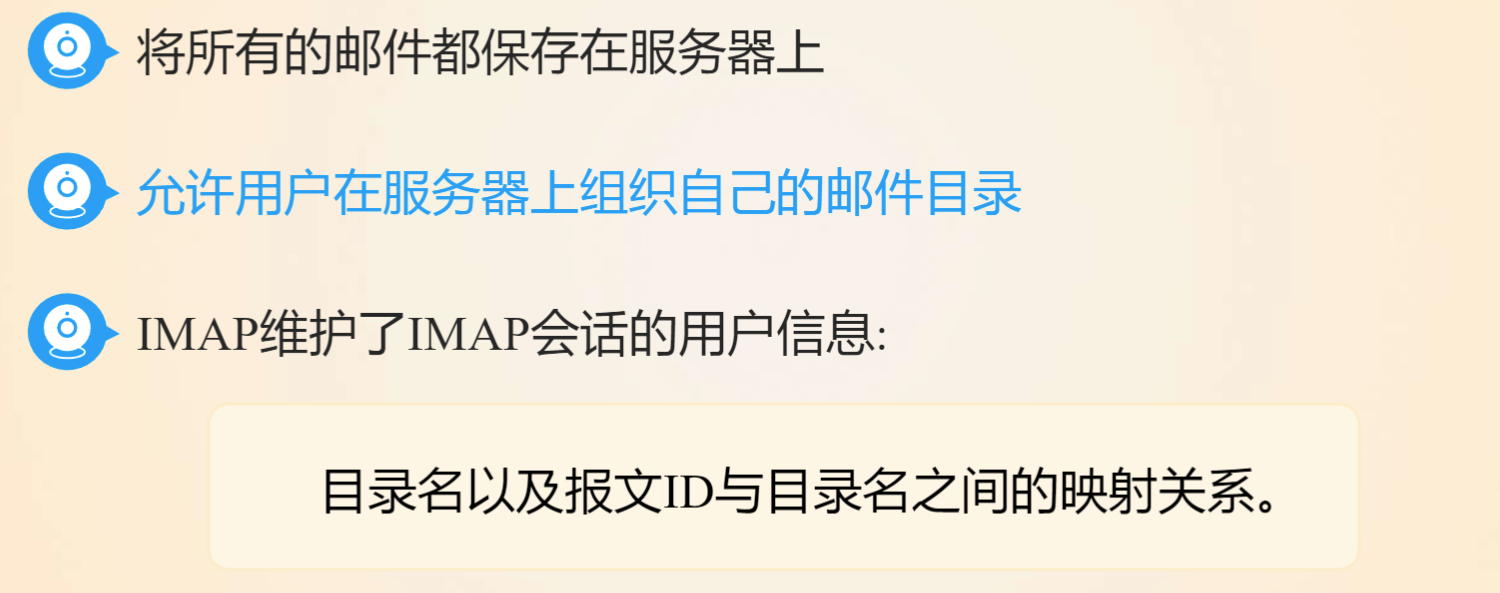 将所有的邮件都保存在服务器上
允许用户在服务器上组织自己的邮件目录
IMAP维护了IMAP会话的用户信息:
目录名以及报文ID与目录名之间的映射关系。